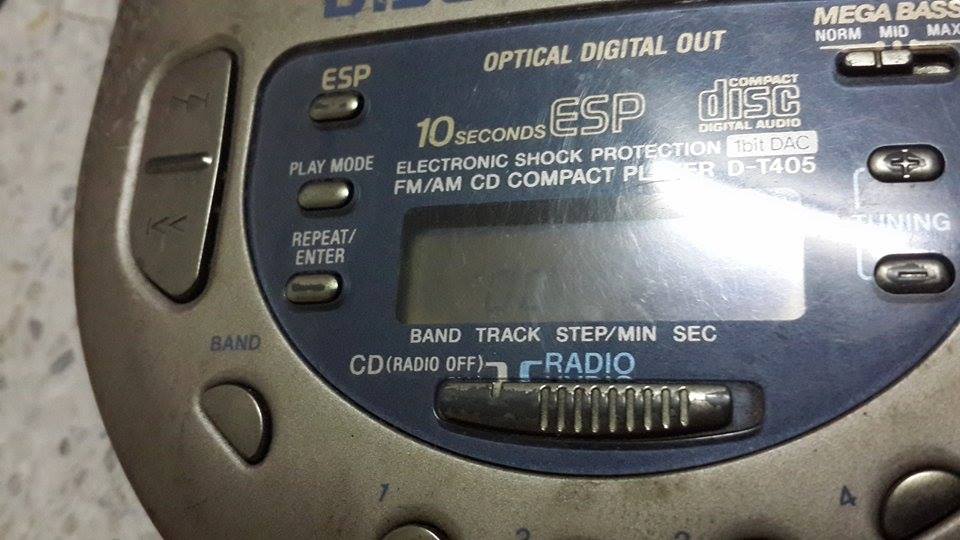 MEGA BASS
NORM MID MAX
OPTICAL DIGITAL OUT
ESP
10 SECONDS ESP
COMPACT
disc
DIGITAL AUDIO
PLAY MODE
ELECTRONIC SHOCK PROTECTION 1bit DAC
FM/AM CD COMPACT PLAYER D-T405
TUNING
+
-
REPEAT/
ENTER
BAND TRACK STEP/MIN SEC
BAND
CD (RADIO OFF)
RADIO
1
4